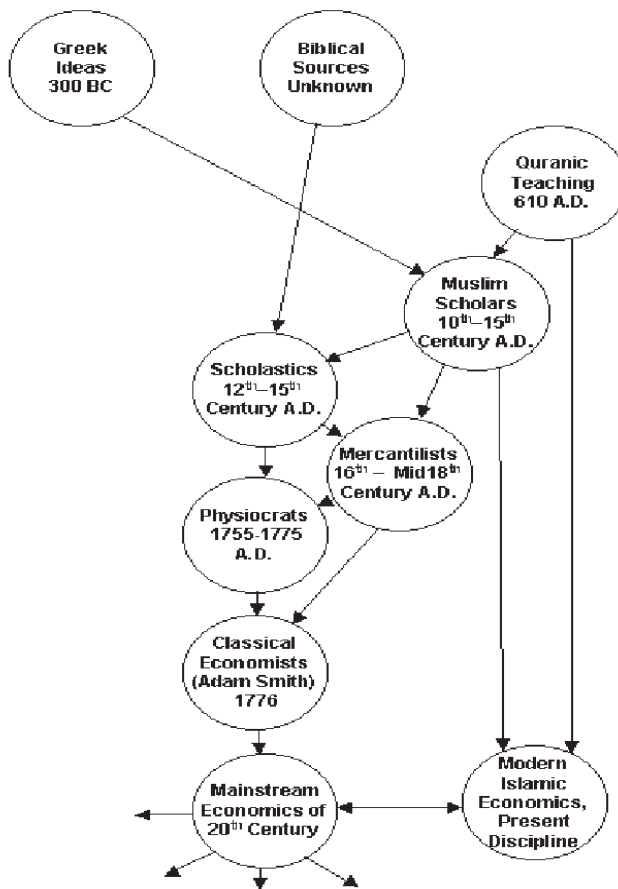 Greek
Ideas
300 BC
Biblical
Sources
Unknown
Quranic
Teaching
610 A.D.
Muslim
Scholars
10th–15th
Century A.D.
Scholastics
12th–15th
Century A.D.
Mercantilists
16th – Mid18th
Century A.D.
Physiocrats
1755-1775
A.D.
Classical
Economists
(Adam Smith)
1776
Mainstream
Economics of
20th Century
Modern
Islamic
Economics,
Present
Discipline